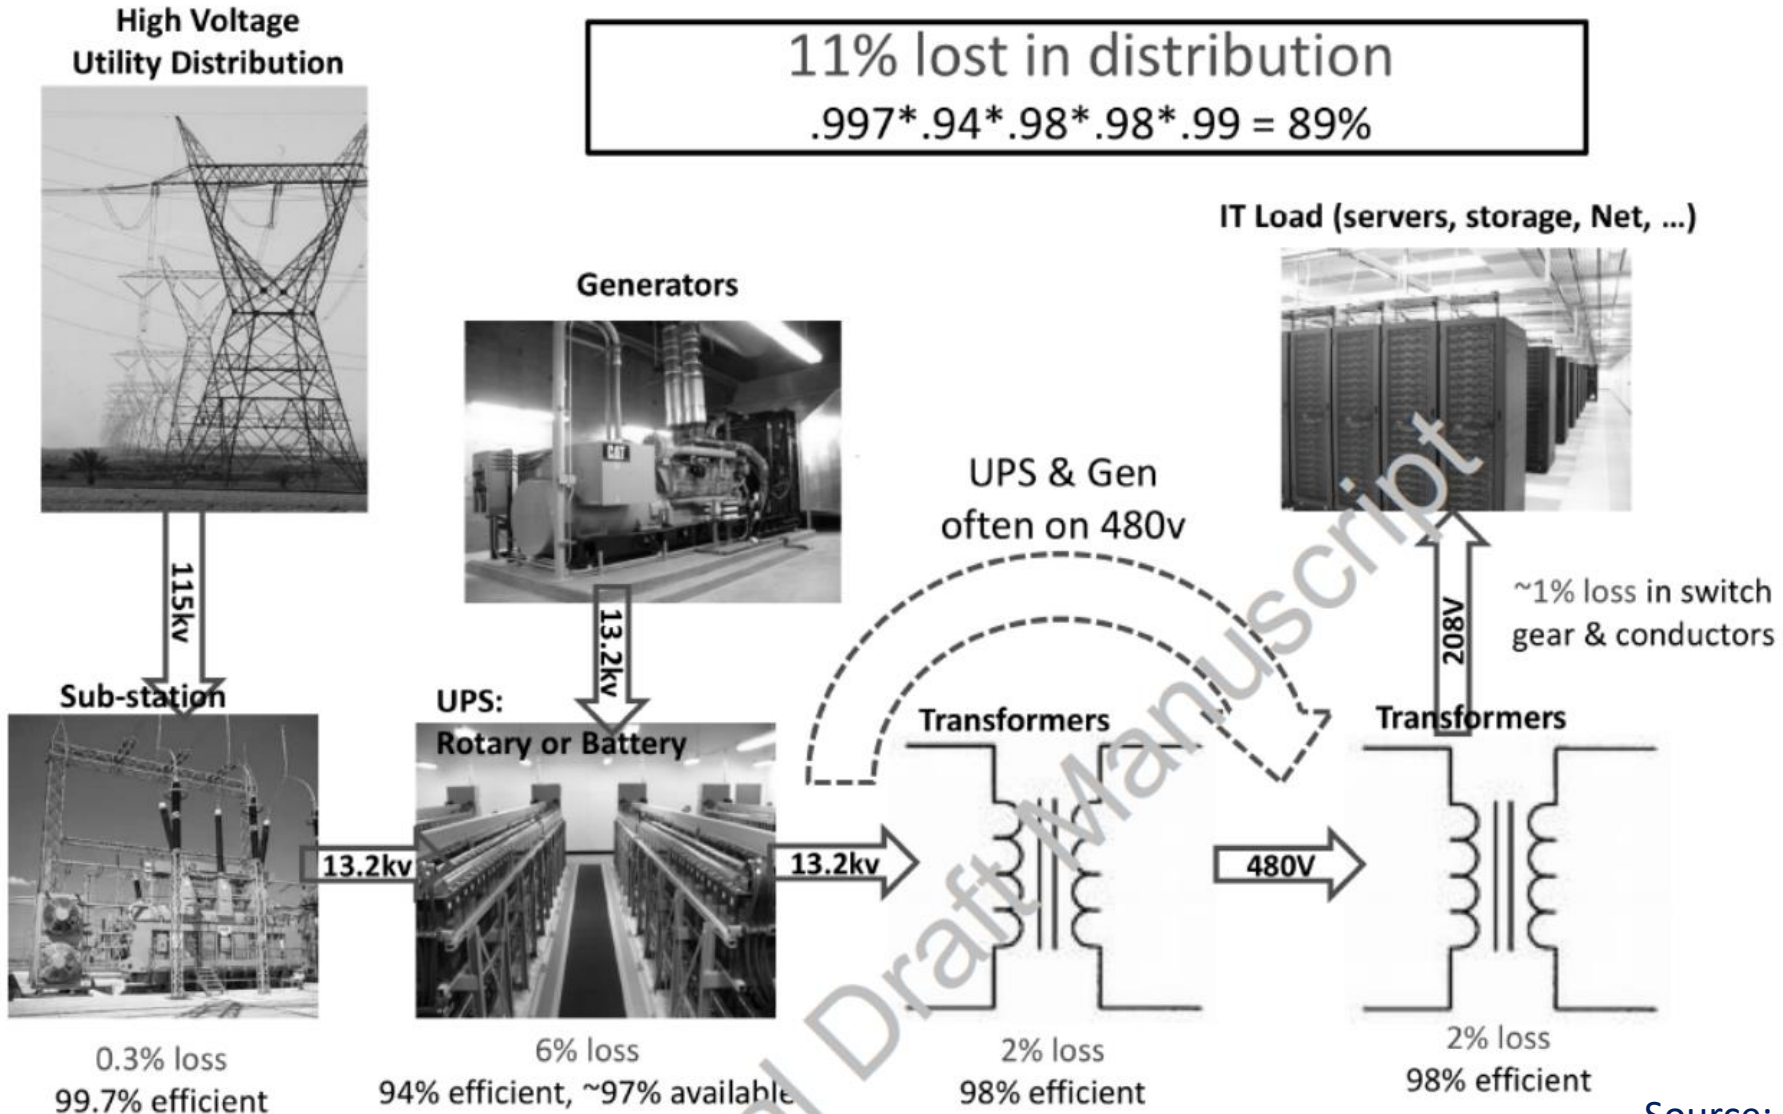 High Voltage
Utility Distribution
11% lost in distribution
.997*.94*.98*.98*.99 = 89%
IT Load (servers, storage, Net, ...)
Generators
CAT
UPS & Gen
often on 480v
115kv
13.2kv
208V
~1% loss in switch
gear & conductors
Sub-station
UPS:
Rotary or Battery
Transformers
Transformers
13.2kv
13.2kv
480V
0.3% loss
99.7% efficient
6% loss
94% efficient, ~97% available
2% loss
98% efficient
2% loss
98% efficient
Draft Manuscript
Source: